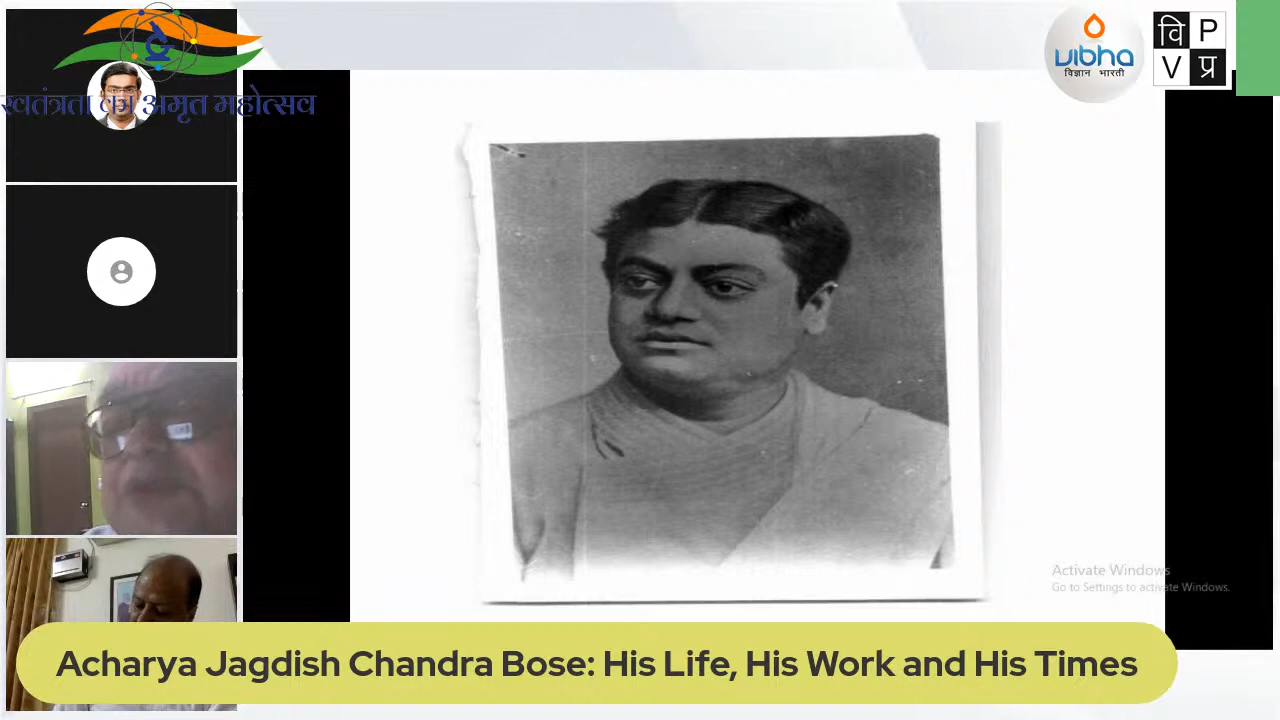 स्वतंत्रता का अमृत महोत्सव
vibha
विज्ञान भारती
वि P
V प्र
Activate Windows
Go to Settings to activate Windows.
Acharya Jagdish Chandra Bose: His Life, His Work and His Times